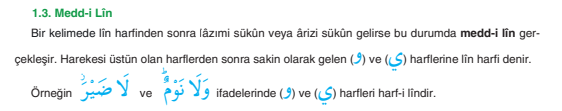 1.3. Medd-i Lîn
Bir kelimede lîn harfinden sonra lâzımi sükûn veya ârizi sükûn gelirse bu durumda medd-i lîn ger-
çekleşir. Harekesi üstün olan harflerden sonra sakin olarak gelen (و) ve (ي) harflerine lîn harfi denir.
Örneğin لَا ضَيْرَۘ ve وَلَا نَوْمٌۜ ifadelerinde (و) ve (ي) harfleri harf-i lîndir.